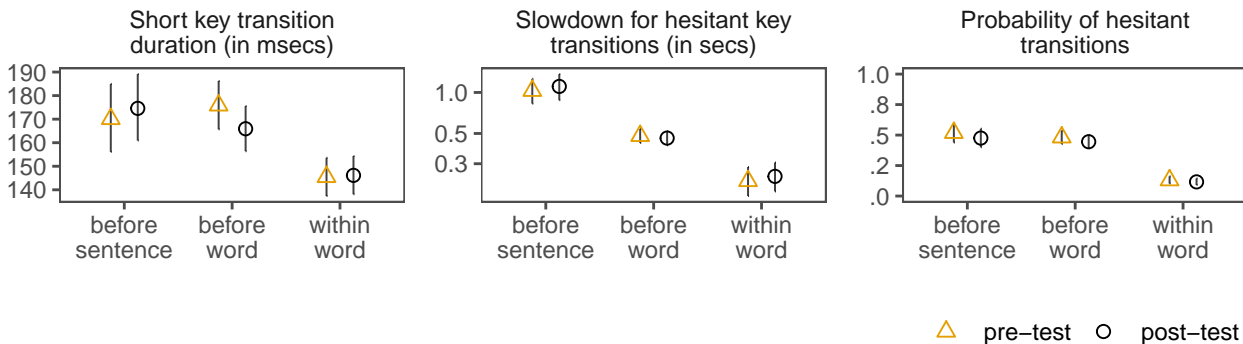 Short key transition
duration (in msecs)
190
180
170
160
150
140
before
sentence
before
word
within
word
Slowdown for hesitant key
transitions (in secs)
1.0
0.5
0.3
before
sentence
before
word
within
word
Probability of hesitant
transitions
1.0
.8
.5
.2
.0
before
sentence
before
word
within
word
pre−test
post−test